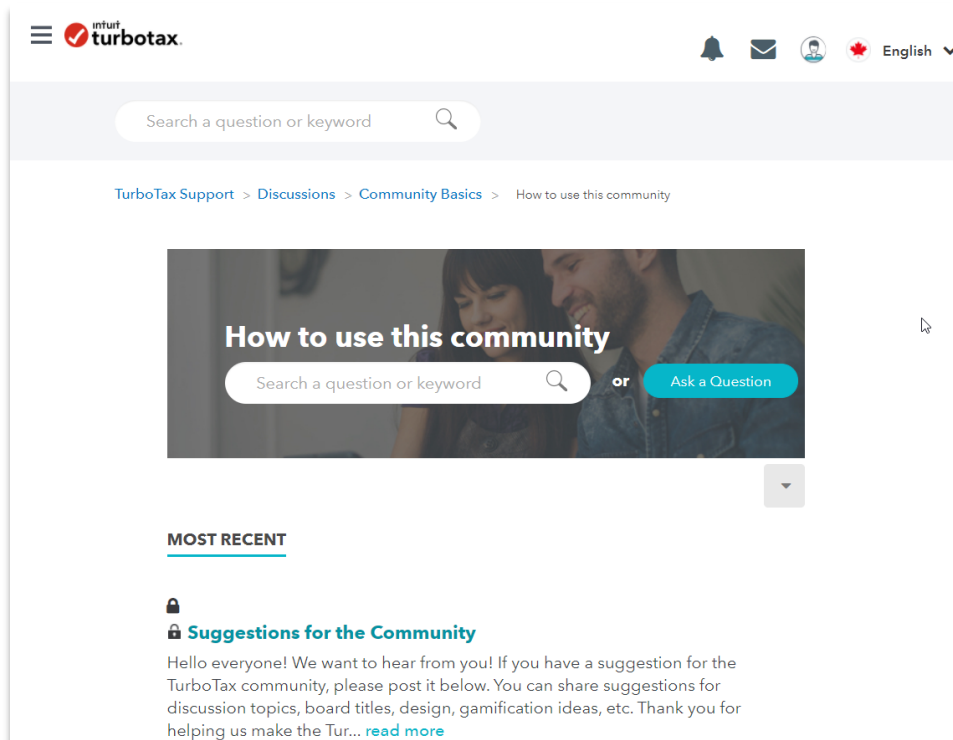 intuit
turbotax.
English
Search a question or keyword
TurboTax Support > Discussions > Community Basics > How to use this community
How to use this community
Search a question or keyword
or
Ask a Question
MOST RECENT
Suggestions for the Community
Hello everyone! We want to hear from you! If you have a suggestion for the
TurboTax community, please post it below. You can share suggestions for
discussion topics, board titles, design, gamification ideas, etc. Thank you for
helping us make the Tur... read more